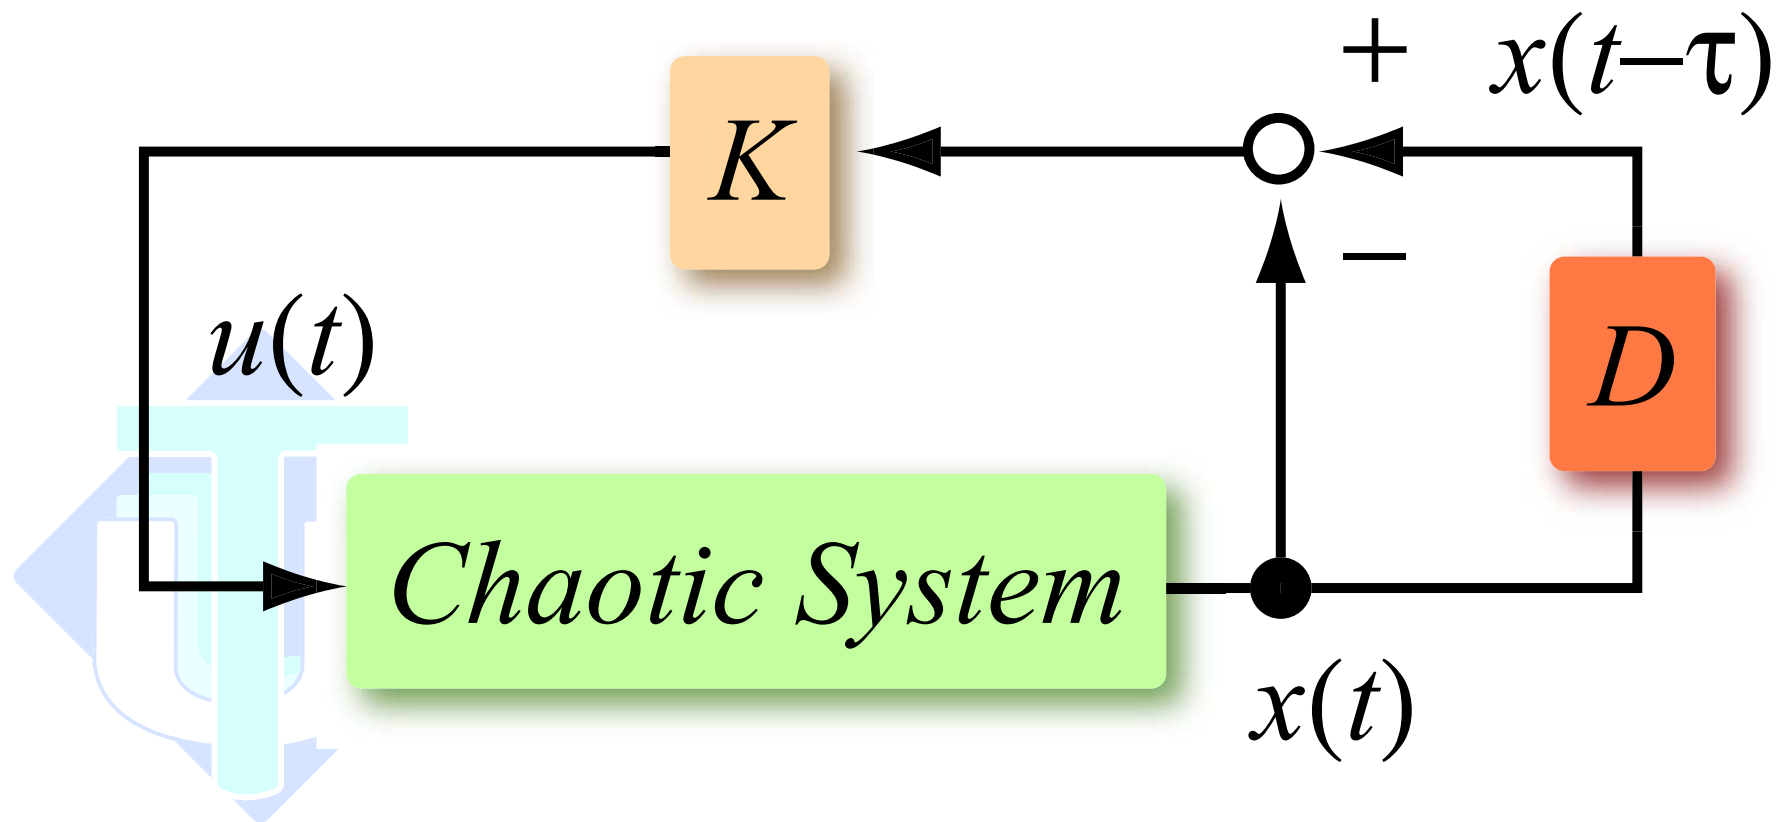 +
x(t−τ)
K
−
u(t)
D
Chaotic System
x(t)